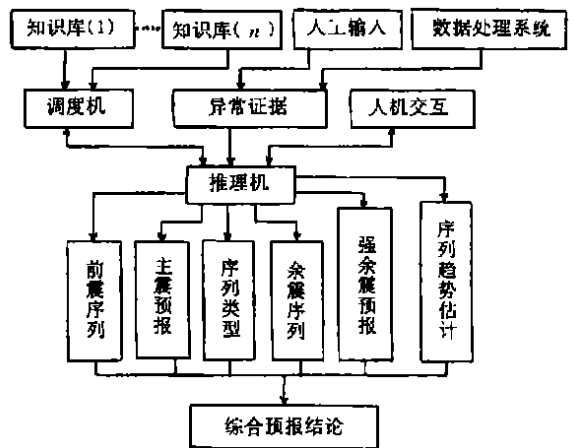 知识库(1)
知识库(n)
人工输入
数据处理系统
调度机
异常证据
人机交互
推理机
前震序列
主震预报
序列类型
余震序列
强余震预报
序列趋势估计
综合预报结论